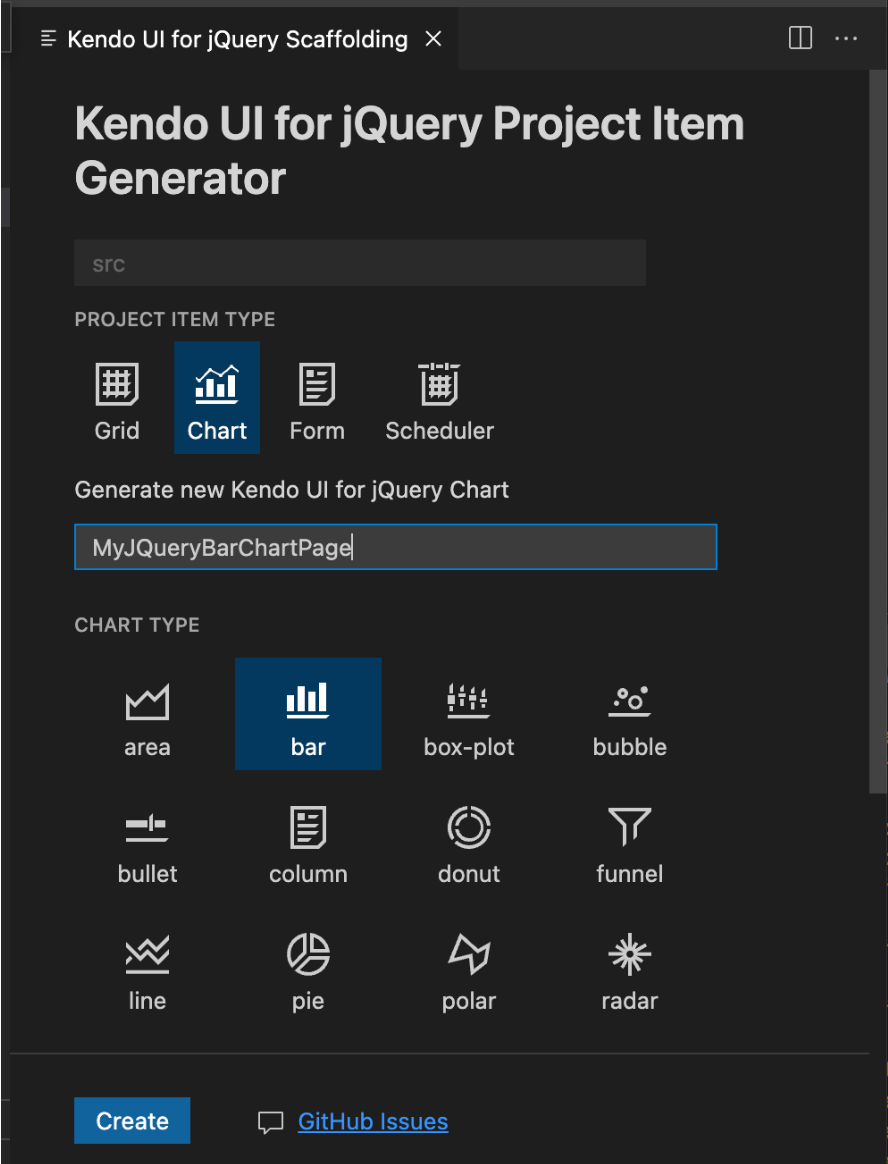 Kendo UI for jQuery Scaffolding
Kendo UI for jQuery Project Item
Generator
src
PROJECT ITEM TYPE
Grid Chart Form Scheduler
Generate new Kendo UI for jQuery Chart
MyJQueryBarChartPage
CHART TYPE
area bar box-plot bubble
bullet column donut funnel
line pie polar radar
Create GitHub Issues